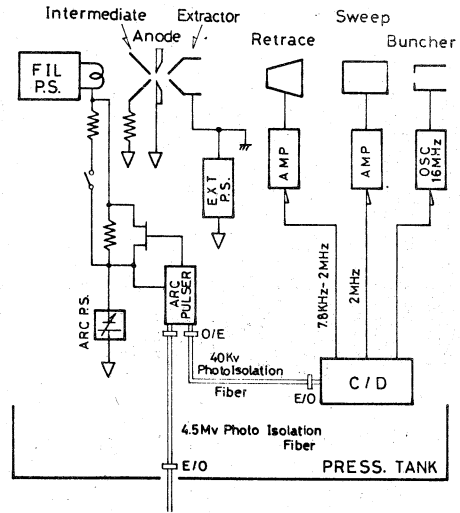 Intermediate
Extractor
Anode
Sweep
Retrace
Buncher
FIL
P.S.
AMP
AMP
OSC
16MHz
EXT
P.S.
ARC
PULSER
ARC P.S.
7.8KHz-2MHz
2MHz
O/E
40Kv
PhotoIsolation
Fiber
E/O
C/D
4.5Mv Photo Isolation
Fiber
E/O
PRESS. TANK